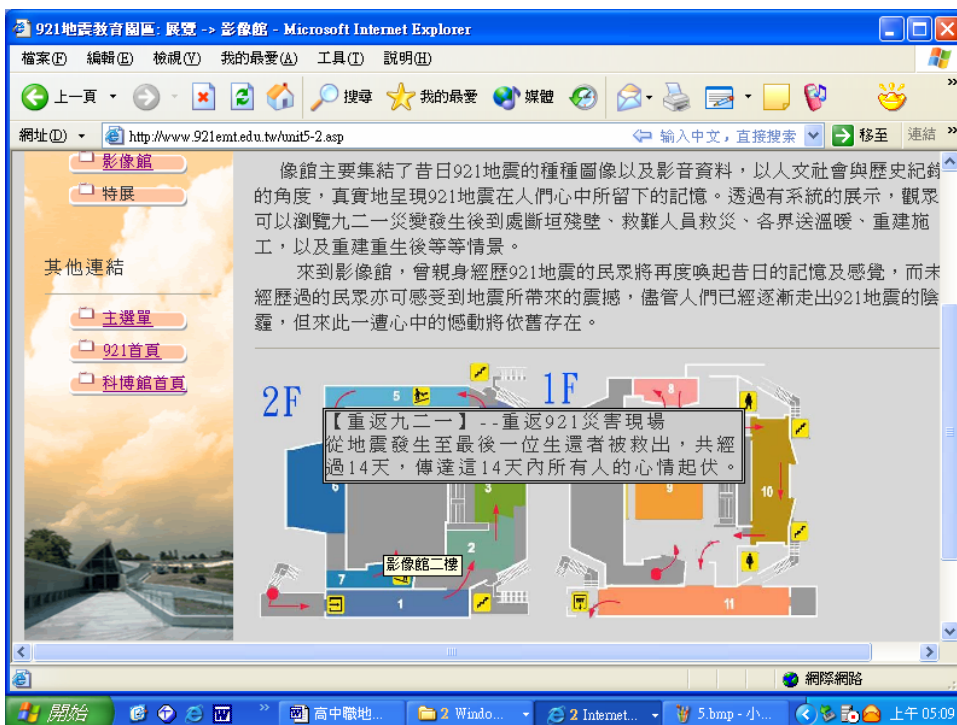 921地震教育園區: 展覽 -> 影像館 - Microsoft Internet Explorer
檔案(F) 編輯(E) 檢視(V) 我的最愛(A) 工具(T) 說明(H)
上一頁 搜尋 我的最愛 媒體
網址(D) http://www.921emt.edu.tw/unit5-2.asp 输入中文，直接搜索 移至 連結 »
影像館
特展
其他連結
主選單
921首頁
科博館首頁
像館主要集結了昔日921地震的種種圖像以及影音資料，以人文社會與歷史紀錄
的角度，真實地呈現921地震在人們心中所留下的記憶。透過有系統的展示，觀眾
可以瀏覽九二一災變發生後到處斷垣殘壁、救難人員救災、各界送溫暖、重建施
工，以及重建重生後等等情景。
來到影像館，曾親身經歷921地震的民眾將再度喚起昔日的記憶及感覺，而未
經歷過的民眾亦可感受到地震所帶來的震撼，儘管人們已經逐漸走出921地震的陰
霾，但來此一遭心中的憾動將依舊存在。
2F
5
1F
8
【重返九二一】--重返921災害現場
從地震發生至最後一位生還者被救出，共經
過14天，傳達這14天內所有人的心情起伏。
6
3
9
10
2
影像館二樓
7
1
11
網際網路
開始 » 高中職地... 2 Windo... 2 Internet... 5.bmp - 小... 上午 05:09